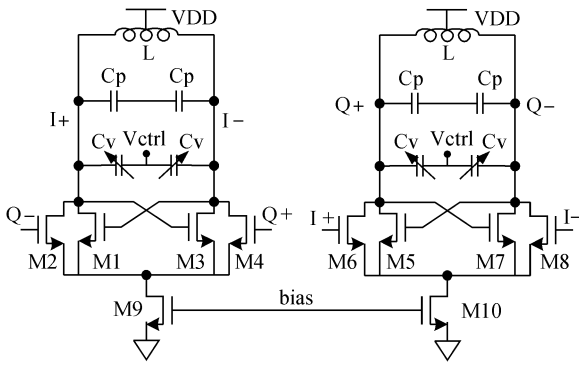 VDD VDD
L L
Cp Cp Cp Cp
I+ I− Q+ Q−
Cv Vctrl Cv Cv Vctrl Cv
Q− Q+ I+ I−
M2 M1 M3 M4 M6 M5 M7 M8
M9 bias M10